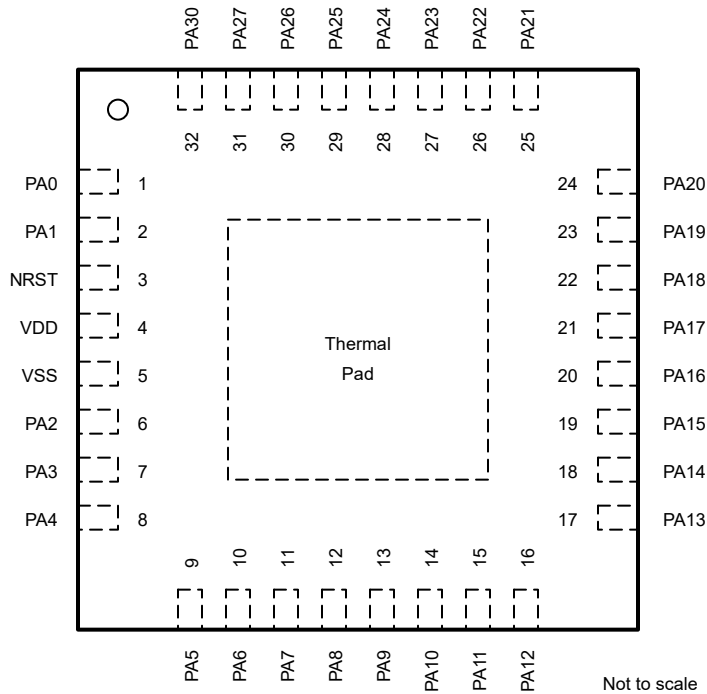 PA30 PA27 PA26 PA25 PA24 PA23 PA22 PA21
32 31 30 29 28 27 26 25
PA0 1 24 PA20
PA1 2 23 PA19
NRST 3 22 PA18
VDD 4 21 PA17
VSS 5 20 PA16
PA2 6 19 PA15
PA3 7 18 PA14
PA4 8 17 PA13
Thermal
Pad
9 10 11 12 13 14 15 16
PA5 PA6 PA7 PA8 PA9 PA10 PA11 PA12
Not to scale